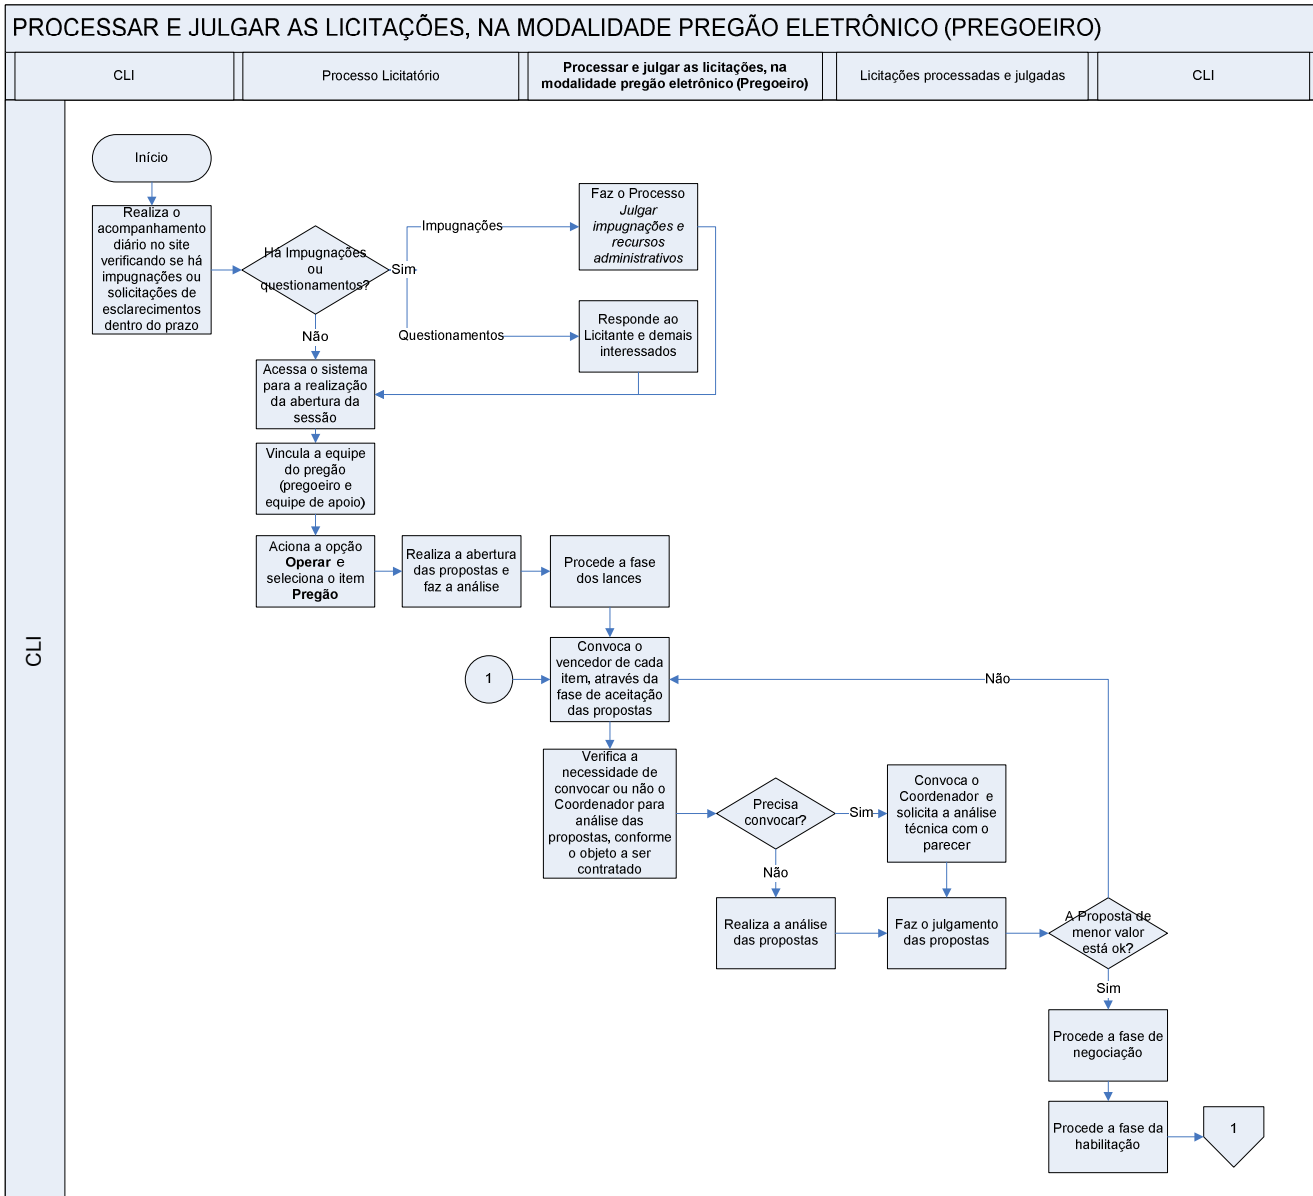 PROCESSAR E JULGAR AS LICITAÇÕES, NA MODALIDADE PREGÃO ELETRÔNICO (PREGOEIRO)
CLI
Processo Licitatório
Processar e julgar as licitações, na
modalidade pregão eletrônico (Pregoeiro)
Licitações processadas e julgadas
CLI
CLI
Início
Realiza o
acompanhamento
diário no site
verificando se há
impugnações ou
solicitações de
esclarecimentos
dentro do prazo
Há Impugnações
ou
questionamentos?
Sim
Impugnações
Faz o Processo
Julgar
impugnações e
recursos
administrativos
Questionamentos
Responde ao
Licitante e demais
interessados
Não
Acessa o sistema
para a realização
da abertura da
sessão
Vincula a equipe
do pregão
(pregoeiro e
equipe de apoio)
Aciona a opção
Operar e
seleciona o item
Pregão
Realiza a abertura
das propostas e
faz a análise
Procede a fase
dos lances
1
Convoca o
vencedor de cada
item, através da
fase de aceitação
das propostas
Não
Verifica a
necessidade de
convocar ou não o
Coordenador para
análise das
propostas, conforme
o objeto a ser
contratado
Precisa
convocar?
Sim
Convoca o
Coordenador e
solicita a análise
técnica com o
parecer
Não
Realiza a análise
das propostas
Faz o julgamento
das propostas
A Proposta de
menor valor
está ok?
Sim
Procede a fase de
negociação
Procede a fase da
habilitação
1